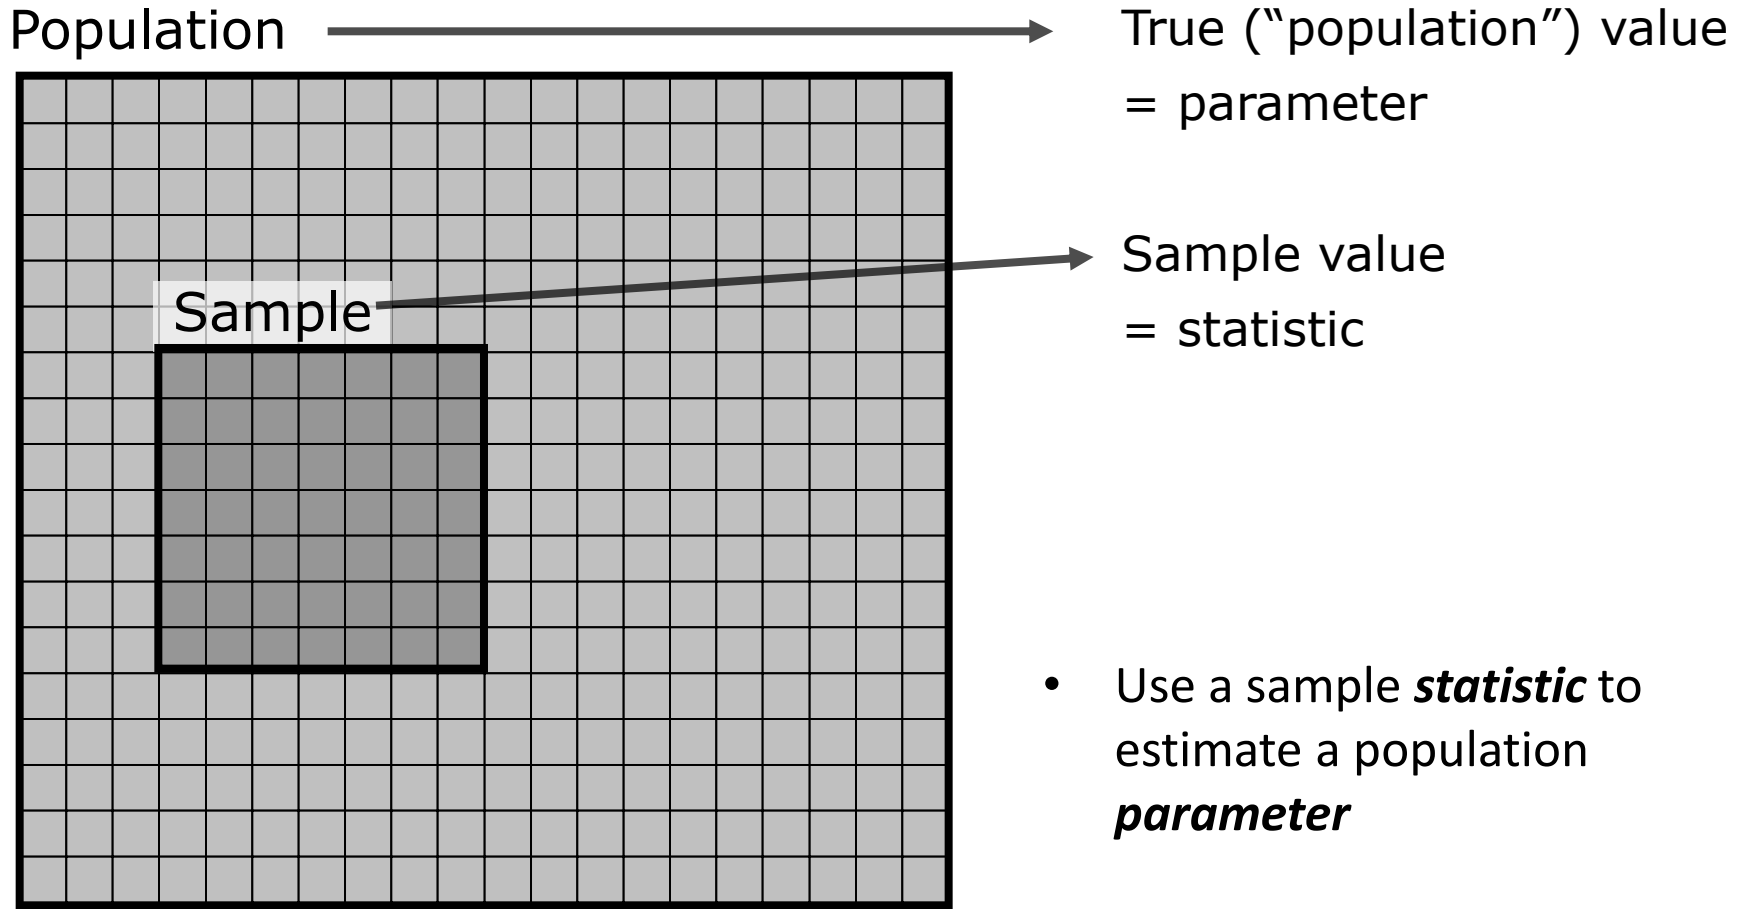 Population
True (“population”) value
= parameter
Sample value
= statistic
Sample
• Use a sample statistic to
estimate a population
parameter